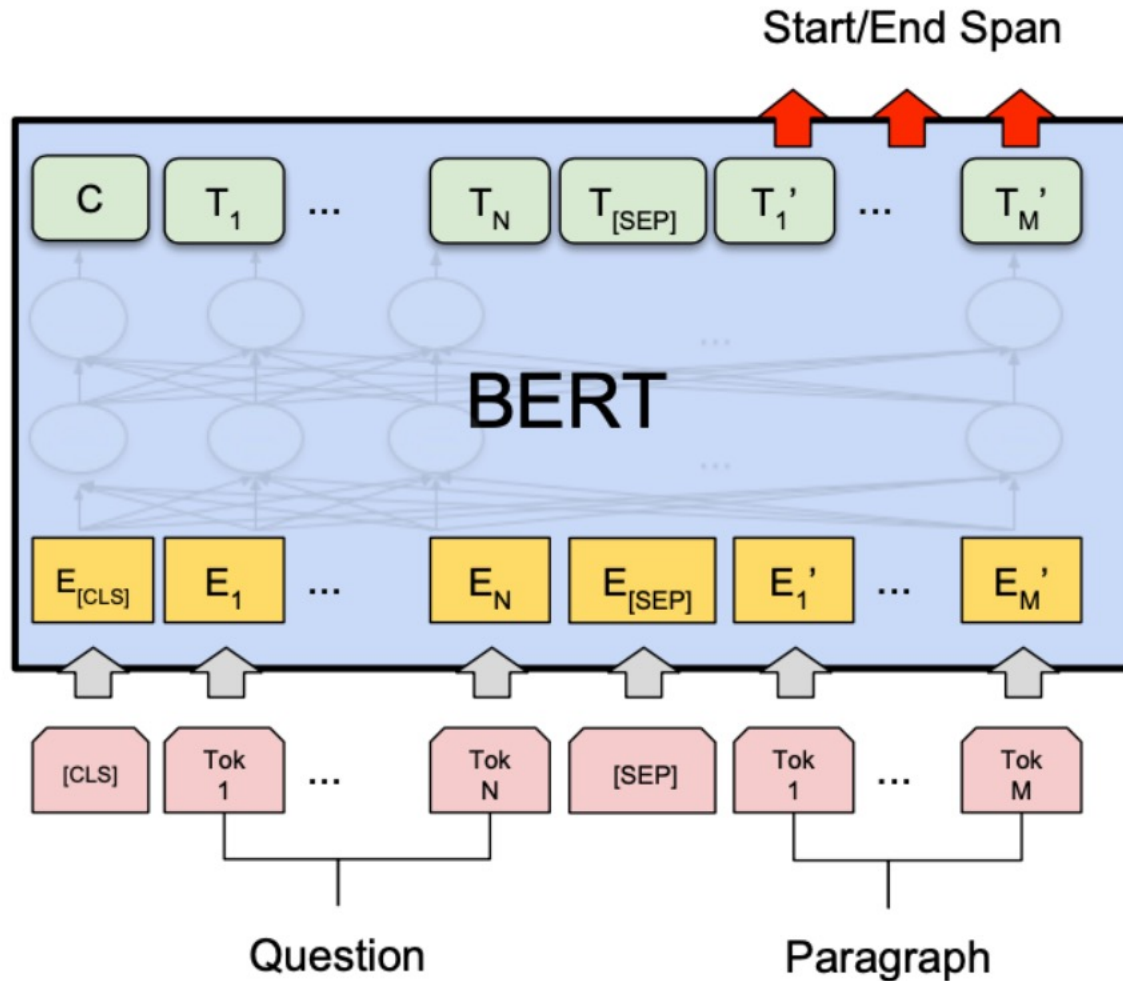 Start/End Span
C T1 ... TN T[SEP] T1’ ... TM’
...
BERT
...
E[CLS] E1 ... EN E[SEP] E1’ ... EM’
[CLS] Tok 1 ... Tok N [SEP] Tok 1 ... Tok M
Question Paragraph